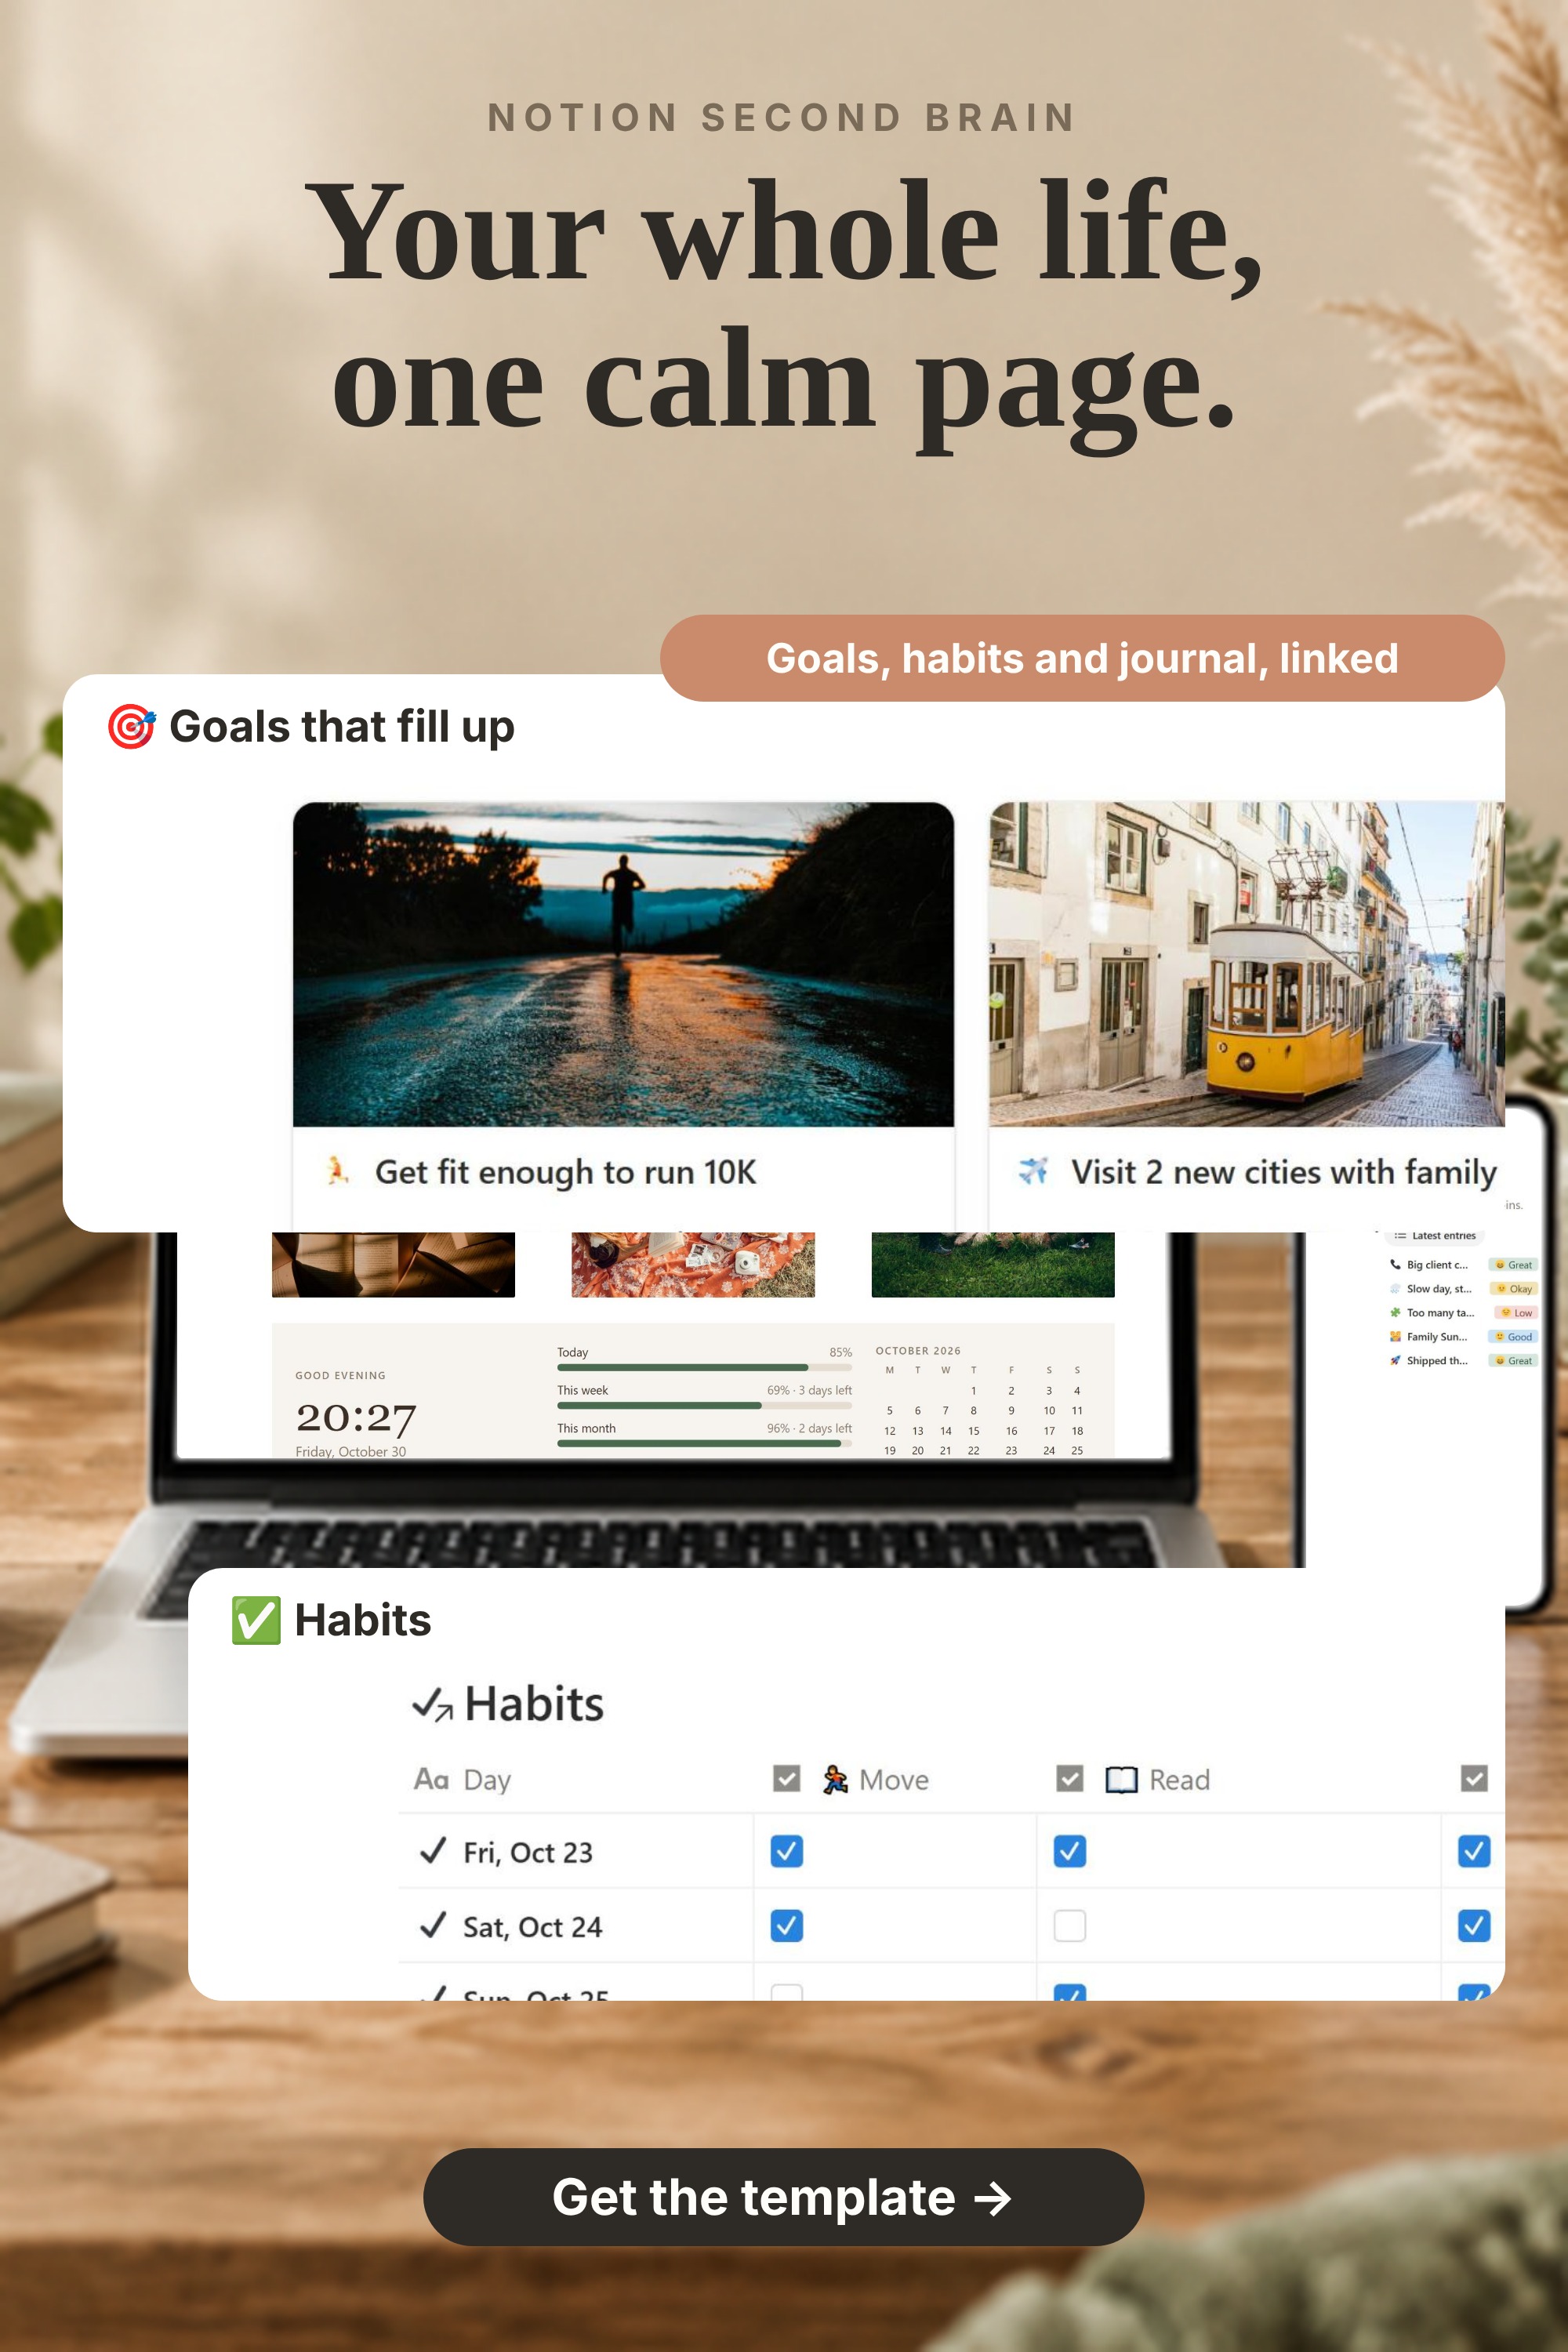 NOTION SECOND BRAIN
Your whole life,
one calm page.
Goals, habits and journal, linked
🎯 Goals that fill up
Get fit enough to run 10K
Visit 2 new cities with family
ins.
Latest entries
Big client c... Great
Slow day, st... Okay
Too many ta... Low
Family Sun... Good
Shipped th... Great
GOOD EVENING
20:27
Friday, October 30
Today 85%
This week 69% · 3 days left
This month 96% · 2 days left
OCTOBER 2026
M T W T F S S
1 2 3 4
5 6 7 8 9 10 11
12 13 14 15 16 17 18
19 20 21 22 23 24 25
✅ Habits
Habits
Aa Day Move Read
Fri, Oct 23
Sat, Oct 24
Sun, Oct 25
Get the template →